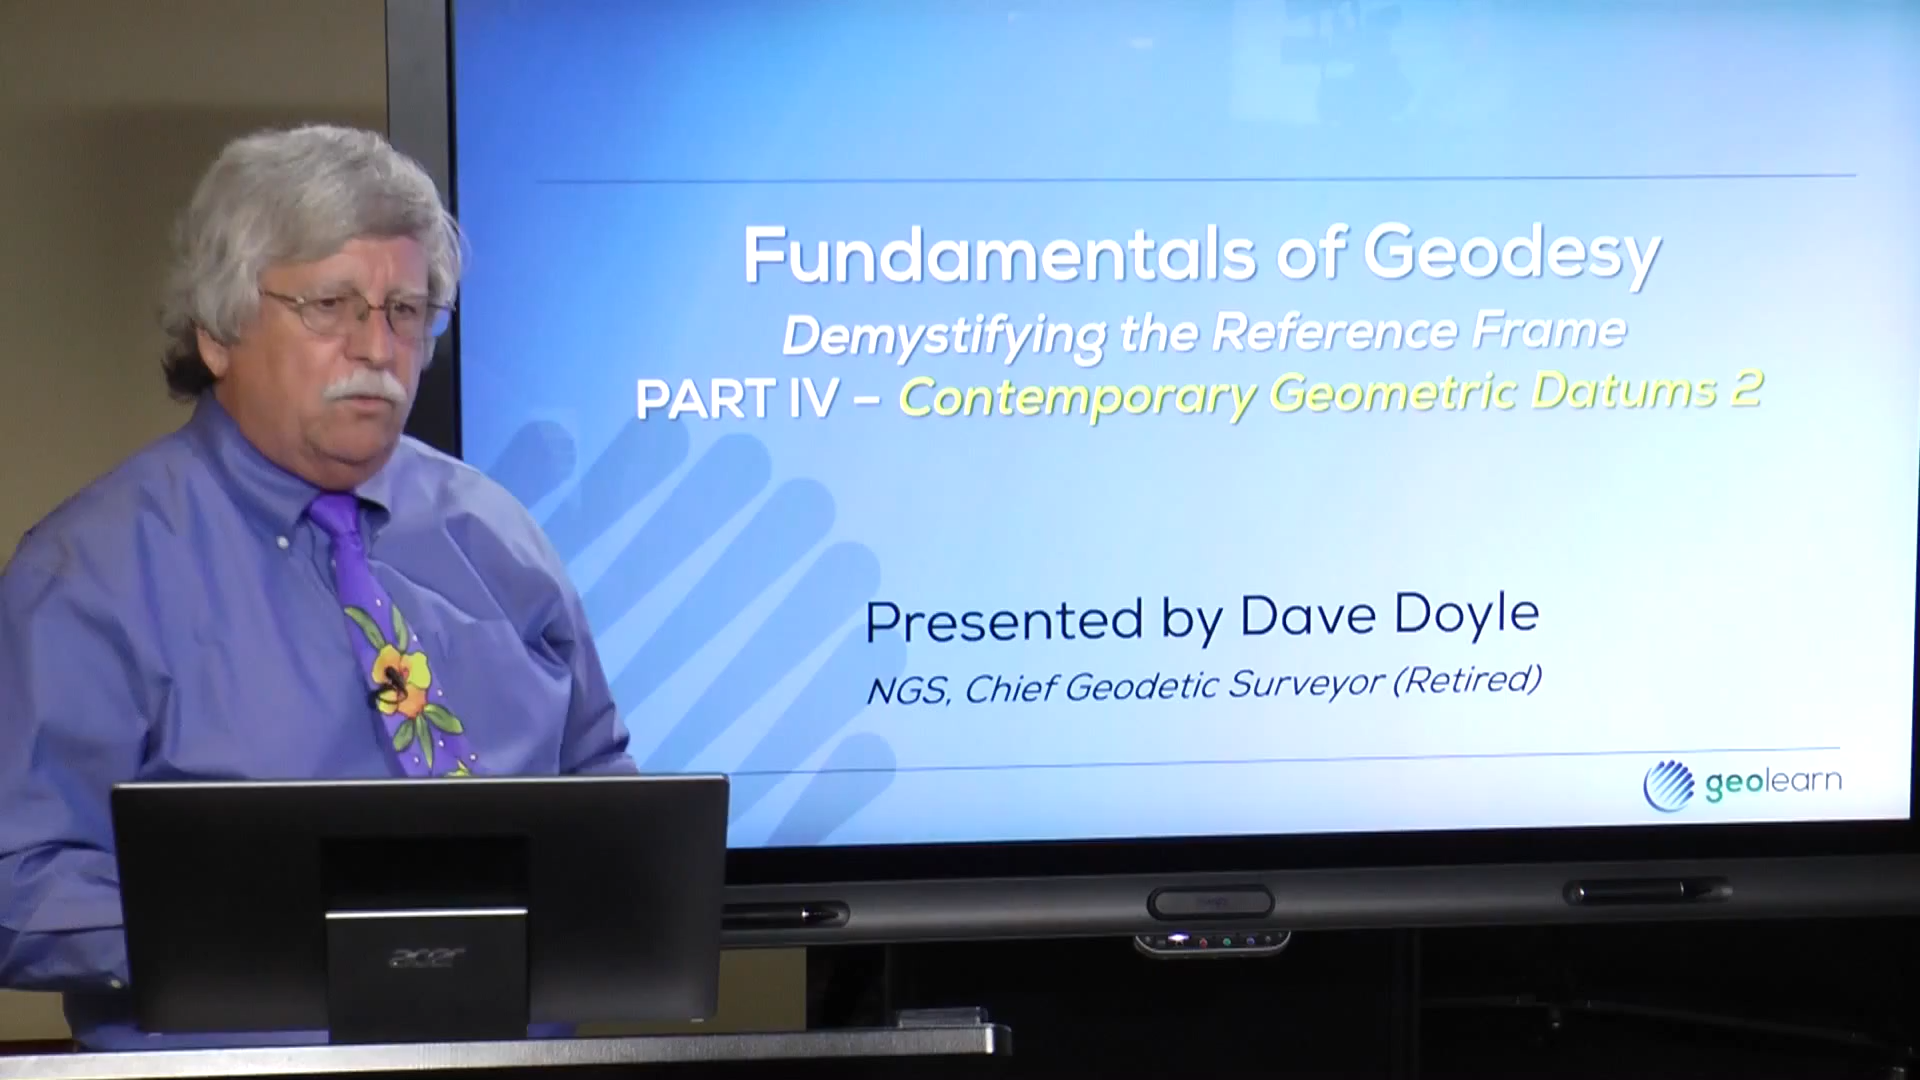 Fundamentals of Geodesy
Demystifying the Reference Frame
PART IV – Contemporary Geometric Datums 2
Presented by Dave Doyle
NGS, Chief Geodetic Surveyor (Retired)
geolearn
acer